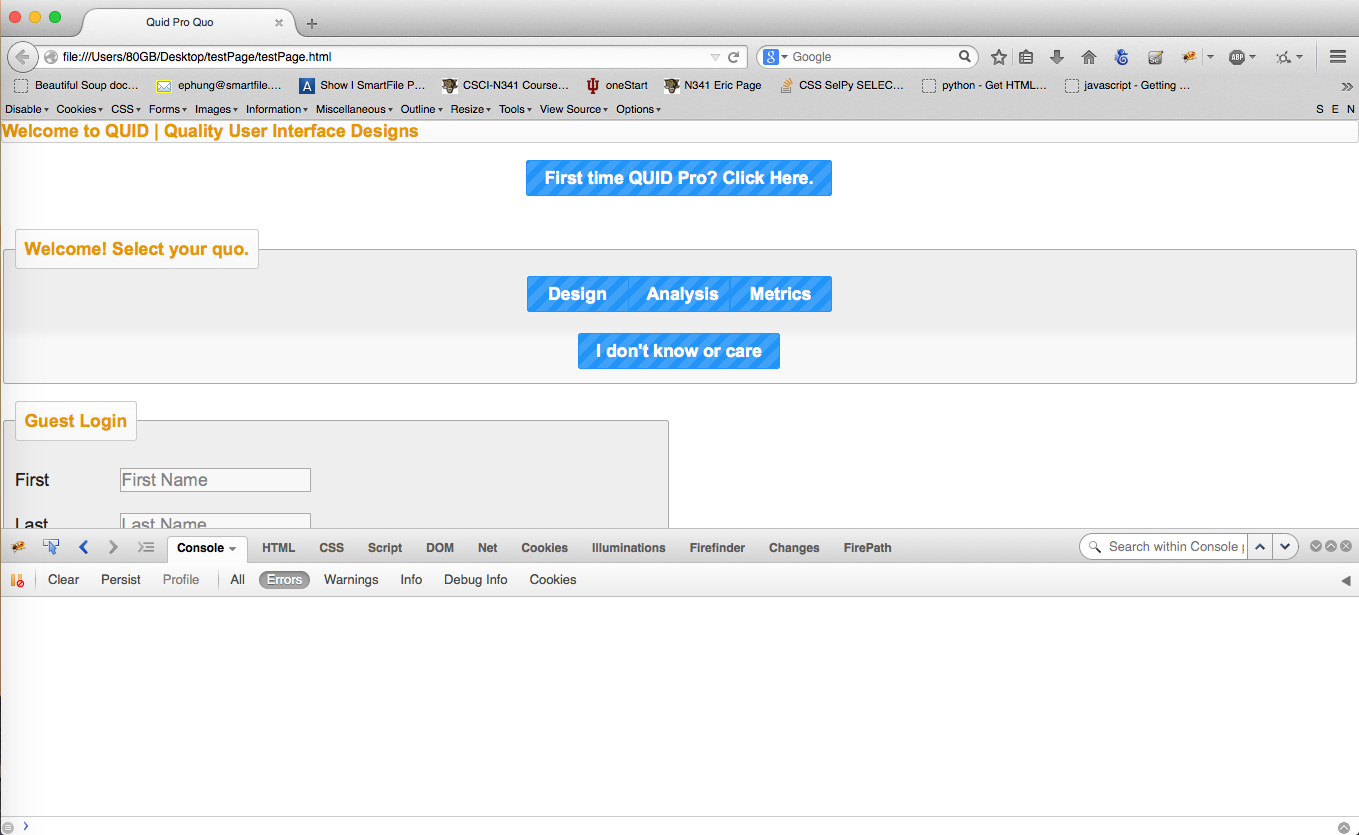 Quid Pro Quo
file:///Users/80GB/Desktop/testPage/testPage.html
Google
Beautiful Soup doc... ephung@smartfile.... Show I SmartFile P... CSCI-N341 Course... oneStart N341 Eric Page CSS SelPy SELEC... python - Get HTML... javascript - Getting ...
Disable Cookies CSS Forms Images Information Miscellaneous Outline Resize Tools View Source Options S E N
Welcome to QUID | Quality User Interface Designs
First time QUID Pro? Click Here.
Welcome! Select your quo.
Design Analysis Metrics
I don't know or care
Guest Login
First First Name
Last Last Name
Console HTML CSS Script DOM Net Cookies Illuminations Firefinder Changes FirePath Search within Console
Clear Persist Profile All Errors Warnings Info Debug Info Cookies